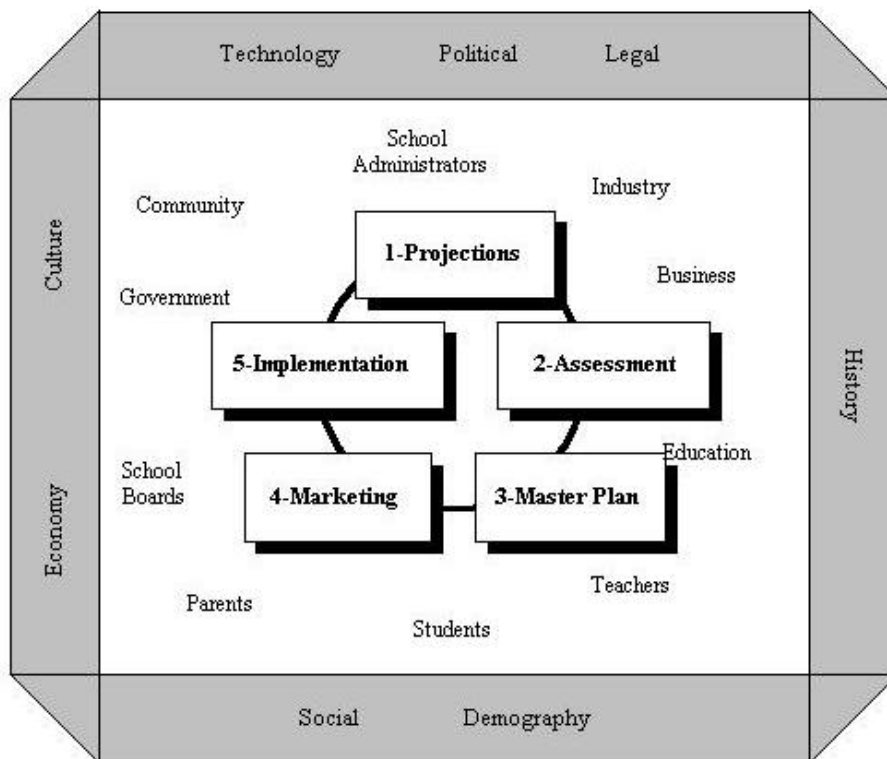 Technology Political Legal
School
Administrators
Industry
Community
1-Projections
Culture
Business
Government
5-Implementation
2-Assessment
History
Education
School
Boards
4-Marketing
3-Master Plan
Economy
Teachers
Parents
Students
Social Demography